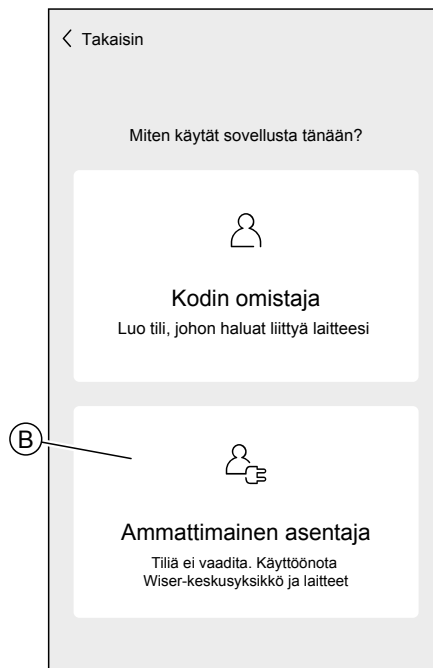 Takaisin
Miten käytät sovellusta tänään?
Kodin omistaja
Luo tili, johon haluat liittyä laitteesi
B
Ammattimainen asentaja
Tiliä ei vaadita. Käyttöönota
Wiser-keskusyksikkö ja laitteet